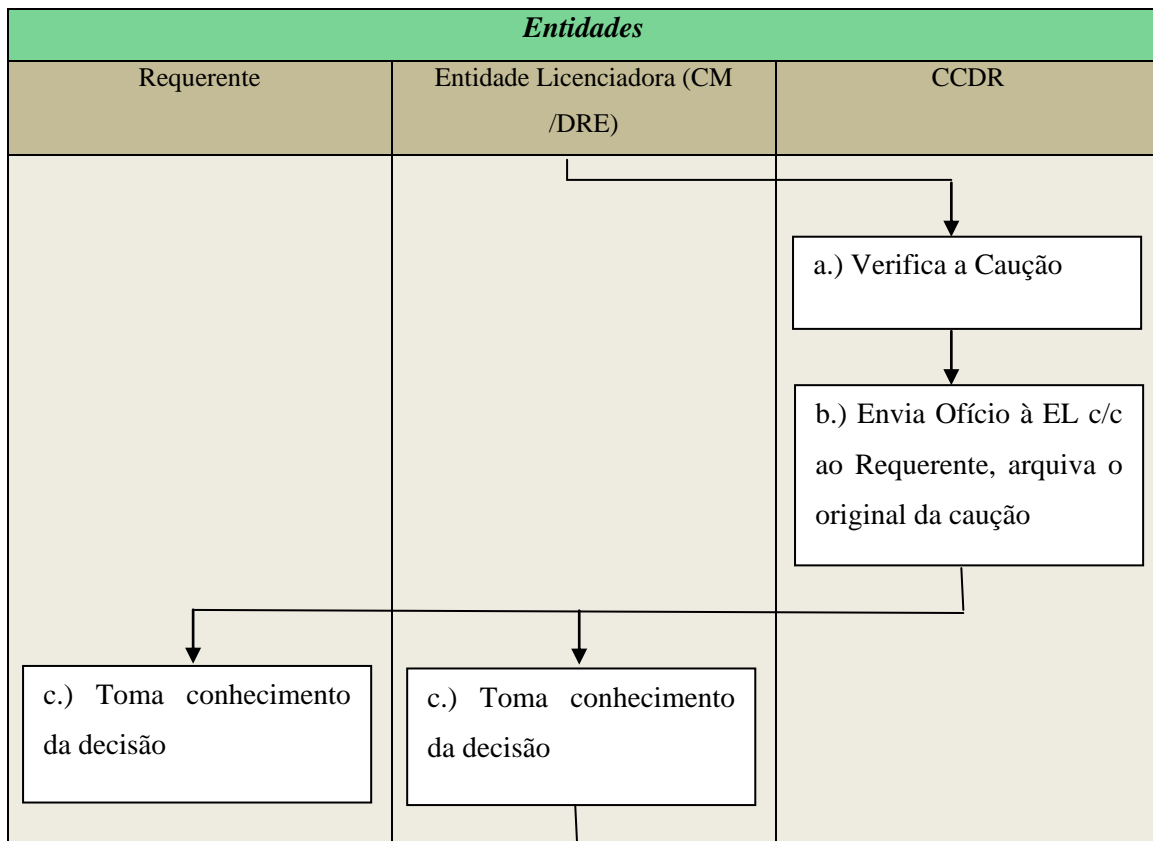 Entidades
Requerente
Entidade Licenciadora (CM
/DRE)
CCDR
a.) Verifica a Caução
b.) Envia Ofício à EL c/c
ao Requerente, arquiva o
original da caução
c.) Toma conhecimento
da decisão
c.) Toma conhecimento
da decisão